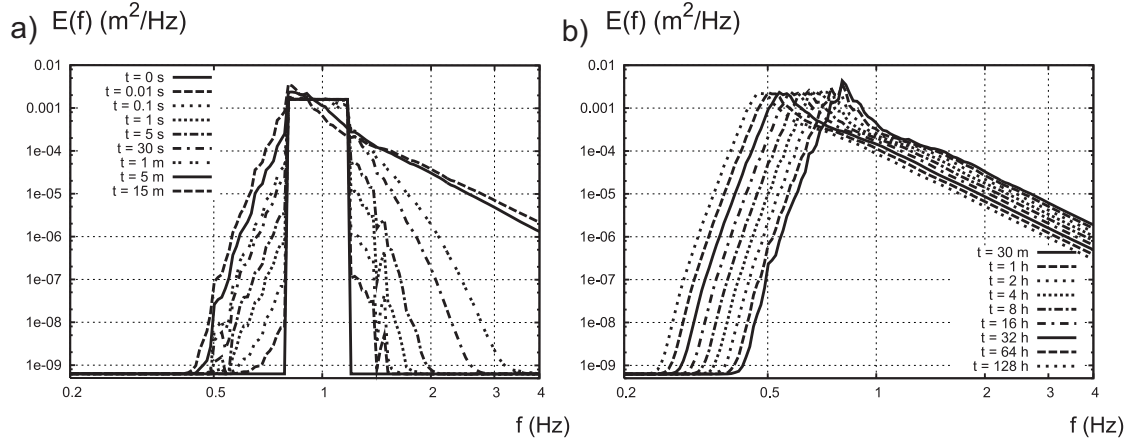 a) E(f) (m²/Hz)
0.01
0.001
1e-04
1e-05
1e-06
1e-07
1e-08
1e-09
t = 0 s
t = 0.01 s
t = 0.1 s
t = 1 s
t = 5 s
t = 30 s
t = 1 m
t = 5 m
t = 15 m
0.2 0.5 1 2 3 4
f (Hz)
b) E(f) (m²/Hz)
0.01
0.001
1e-04
1e-05
1e-06
1e-07
1e-08
1e-09
t = 30 m
t = 1 h
t = 2 h
t = 4 h
t = 8 h
t = 16 h
t = 32 h
t = 64 h
t = 128 h
0.2 0.5 1 2 3 4
f (Hz)